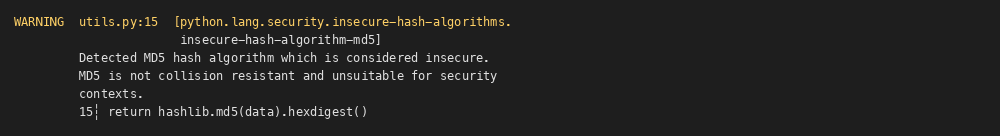 WARNING  utils.py:15  [python.lang.security.insecure-hash-algorithms.
insecure-hash-algorithm-md5]
Detected MD5 hash algorithm which is considered insecure.
MD5 is not collision resistant and unsuitable for security
contexts.
15┆ return hashlib.md5(data).hexdigest()